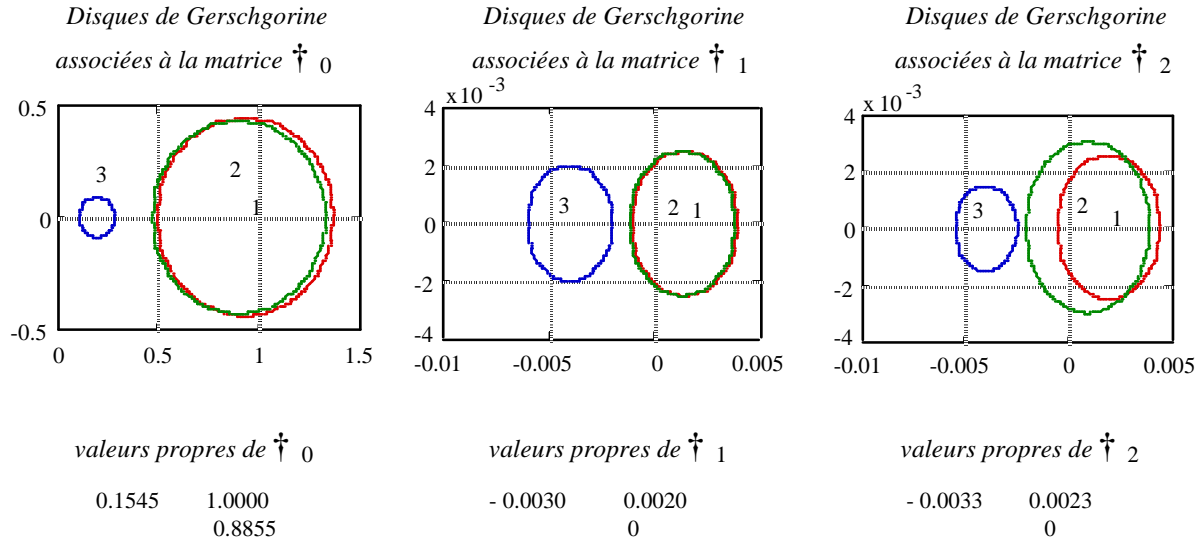 Disques de Gerschgorine
associées à la matrice † 0
0.5
0
-0.5
0 0.5 1 1.5
3
2
1
valeurs propres de † 0
0.1545 1.0000
0.8855
Disques de Gerschgorine
associées à la matrice † 1
x10 -3
4
2
0
-2
-4
-0.01 -0.005 0 0.005
3 2 1
valeurs propres de † 1
- 0.0030 0.0020
0
Disques de Gerschgorine
associées à la matrice † 2
x 10 -3
4
2
0
-2
-4
-0.01 -0.005 0 0.005
3 2 1
valeurs propres de † 2
- 0.0033 0.0023
0